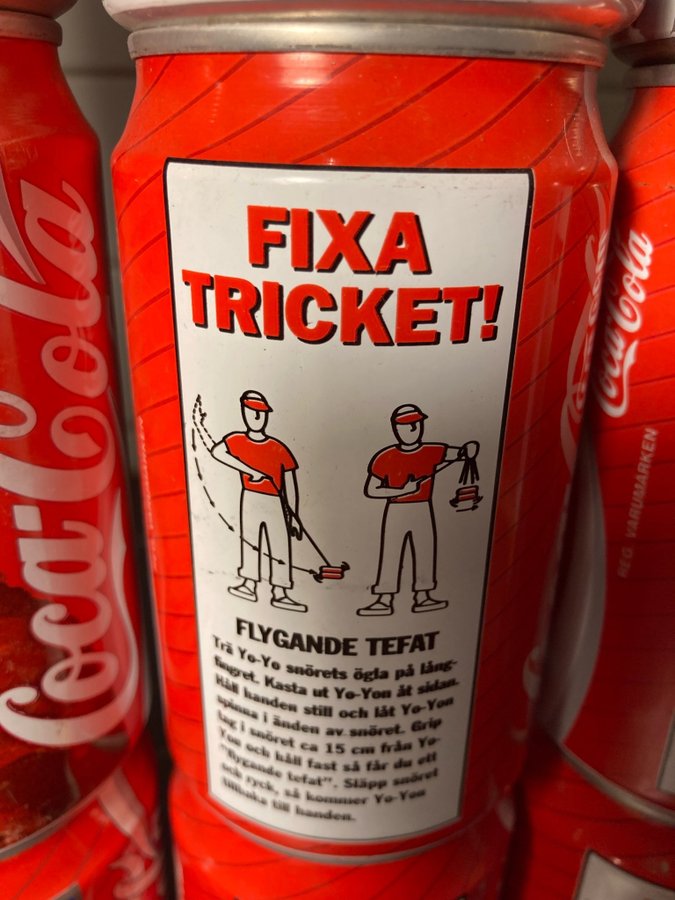 FIXA
TRICKET!
FLYGANDE TEFAT
Trä Yo-Yo snörets ögla på lång-
fingret. Kasta ut Yo-Yon åt sidan.
Håll handen still och låt Yo-Yon
spinna i änden av snöret. Grip
tag i snöret ca 15 cm från Yo-
Yon och håll fast så får du ett
"flygande tefat". Släpp snöret
och ryck, så kommer Yo-Yon
tillbaka till handen.
Coca-Cola
Coca-Cola
REG. VARUMÄRKEN